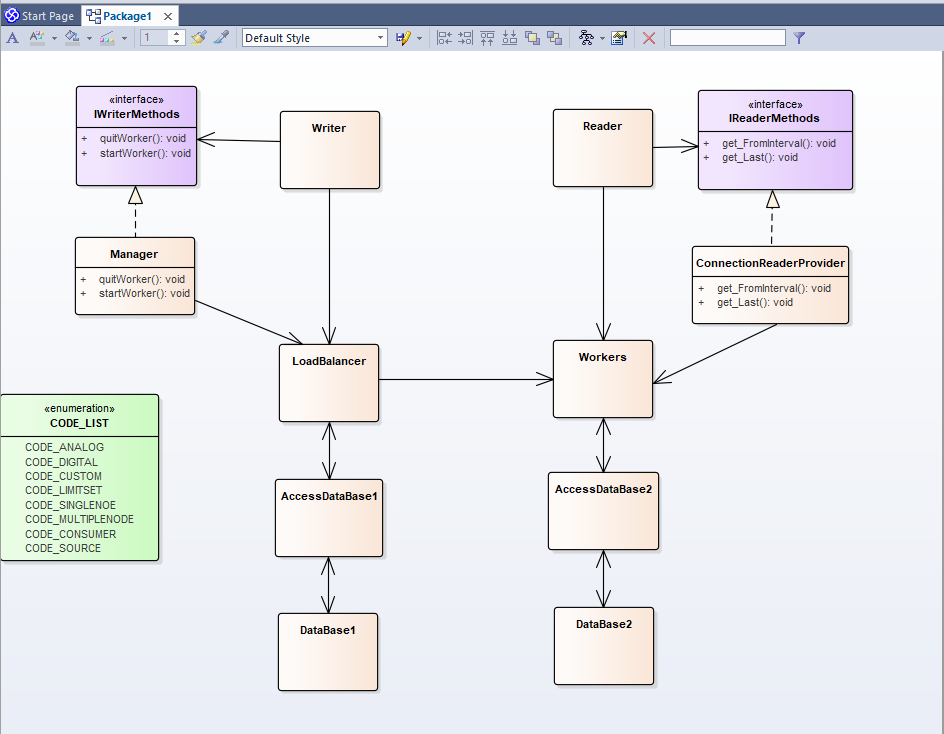 Start Page
Package1
1
Default Style
«interface»
IWriterMethods
+ quitWorker(): void
+ startWorker(): void
Writer
Reader
«interface»
IReaderMethods
+ get_FromInterval(): void
+ get_Last(): void
Manager
+ quitWorker(): void
+ startWorker(): void
ConnectionReaderProvider
+ get_FromInterval(): void
+ get_Last(): void
LoadBalancer
Workers
«enumeration»
CODE_LIST
CODE_ANALOG
CODE_DIGITAL
CODE_CUSTOM
CODE_LIMITSET
CODE_SINGLENOE
CODE_MULTIPLENODE
CODE_CONSUMER
CODE_SOURCE
AccessDataBase1
AccessDataBase2
DataBase1
DataBase2